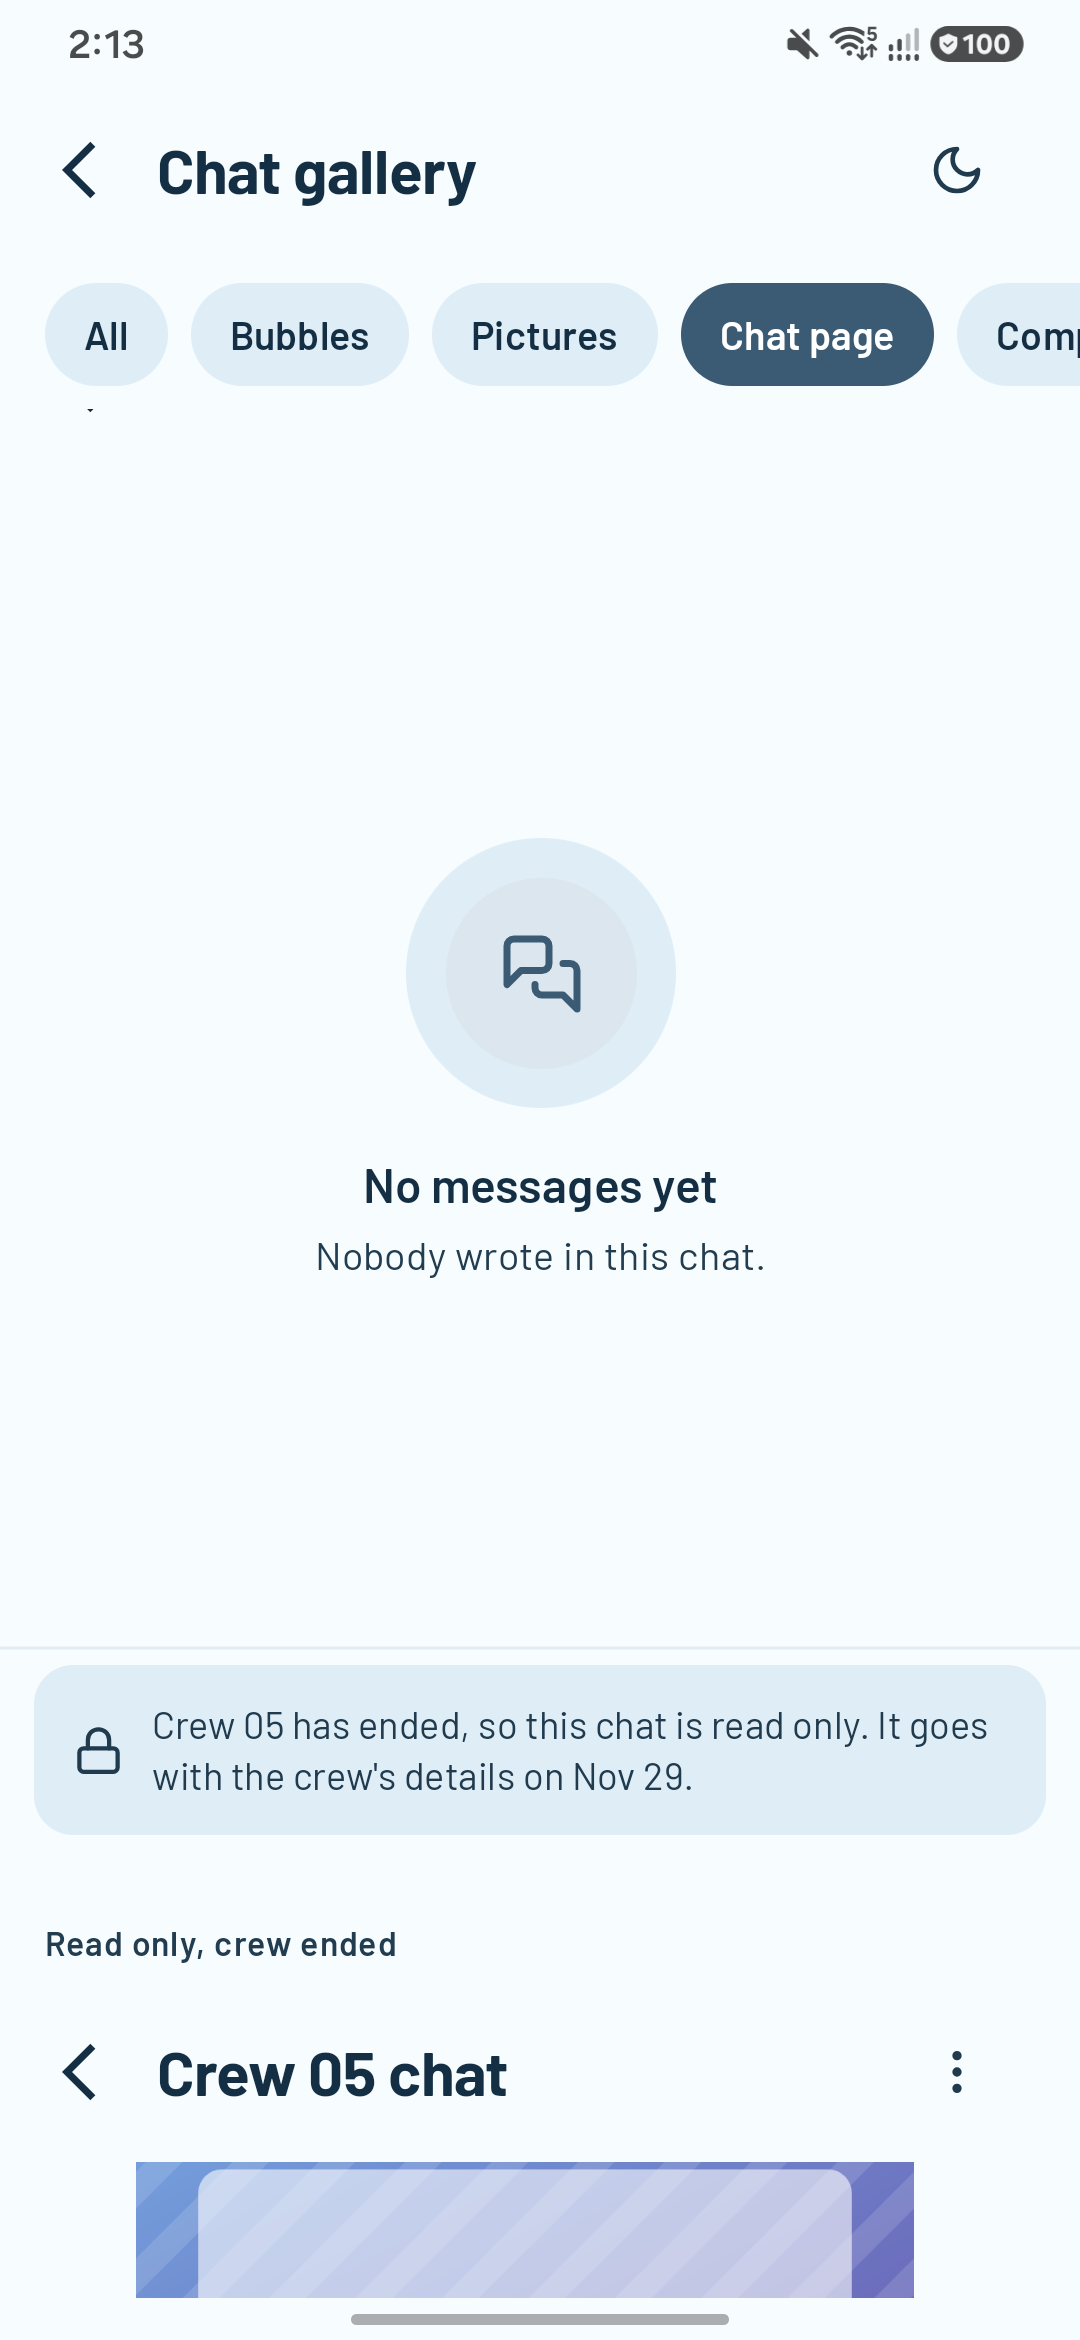 2:13
5
100
Chat gallery
All
Bubbles
Pictures
Chat page
No messages yet
Nobody wrote in this chat.
Crew 05 has ended, so this chat is read only. It goes
with the crew's details on Nov 29.
Read only, crew ended
Crew 05 chat